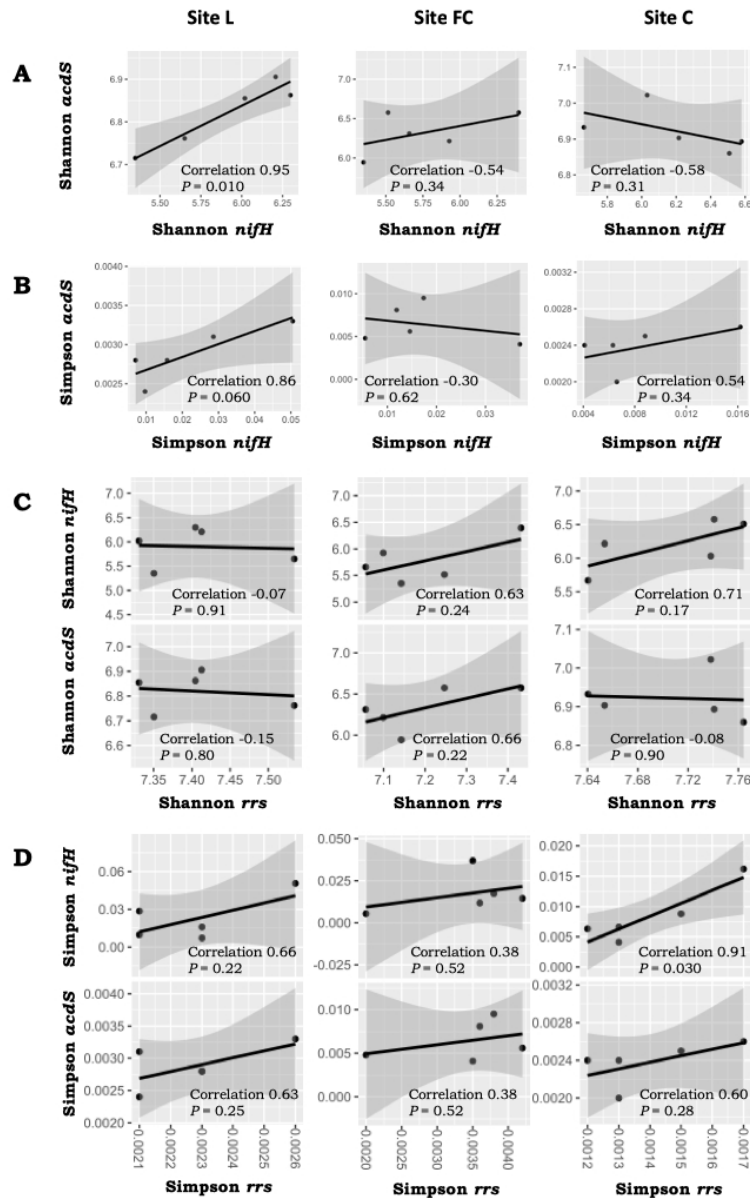 Site L Site FC Site C
A
Shannon acdS
6.9
6.8
6.7
Correlation 0.95
P = 0.010
5.50 5.75 6.00 6.25
Shannon nifH
7.0
6.5
6.0
Correlation -0.54
P = 0.34
5.50 5.75 6.00 6.25
Shannon nifH
7.1
7.0
6.9
6.8
Correlation -0.58
P = 0.31
5.8 6.0 6.2 6.4 6.6
Shannon nifH
B
Simpson acdS
0.0040
0.0035
0.0030
0.0025
Correlation 0.86
P = 0.060
0.01 0.02 0.03 0.04 0.05
Simpson nifH
0.010
0.005
0.000
Correlation -0.30
P = 0.62
0.01 0.02 0.03
Simpson nifH
0.0032
0.0028
0.0024
0.0020
Correlation 0.54
P = 0.34
0.004 0.008 0.012 0.016
Simpson nifH
C
Shannon nifH
7.0
6.5
6.0
5.5
5.0
4.5
Correlation -0.07
P = 0.91
7.0
6.5
6.0
5.5
5.0
Correlation 0.63
P = 0.24
7.0
6.5
6.0
5.5
Correlation 0.71
P = 0.17
Shannon acdS
7.0
6.9
6.8
6.7
6.6
Correlation -0.15
P = 0.80
7.35 7.40 7.45 7.50
Shannon rrs
7.0
6.5
6.0
Correlation 0.66
P = 0.22
7.1 7.2 7.3 7.4
Shannon rrs
7.1
7.0
6.9
6.8
Correlation -0.08
P = 0.90
7.64 7.68 7.72 7.76
Shannon rrs
D
Simpson nifH
0.06
0.03
0.00
Correlation 0.66
P = 0.22
0.050
0.025
0.000
-0.025
Correlation 0.38
P = 0.52
0.020
0.015
0.010
0.005
0.000
Correlation 0.91
P = 0.030
Simpson acdS
0.0040
0.0035
0.0030
0.0025
0.0020
Correlation 0.63
P = 0.25
0.0021 0.0022 0.0023 0.0024 0.0025 0.0026
Simpson rrs
0.010
0.005
0.000
Correlation 0.38
P = 0.52
0.0020 0.0025 0.0030 0.0035 0.0040
Simpson rrs
0.0028
0.0024
0.0020
Correlation 0.60
P = 0.28
0.0012 0.0013 0.0014 0.0015 0.0016 0.0017
Simpson rrs